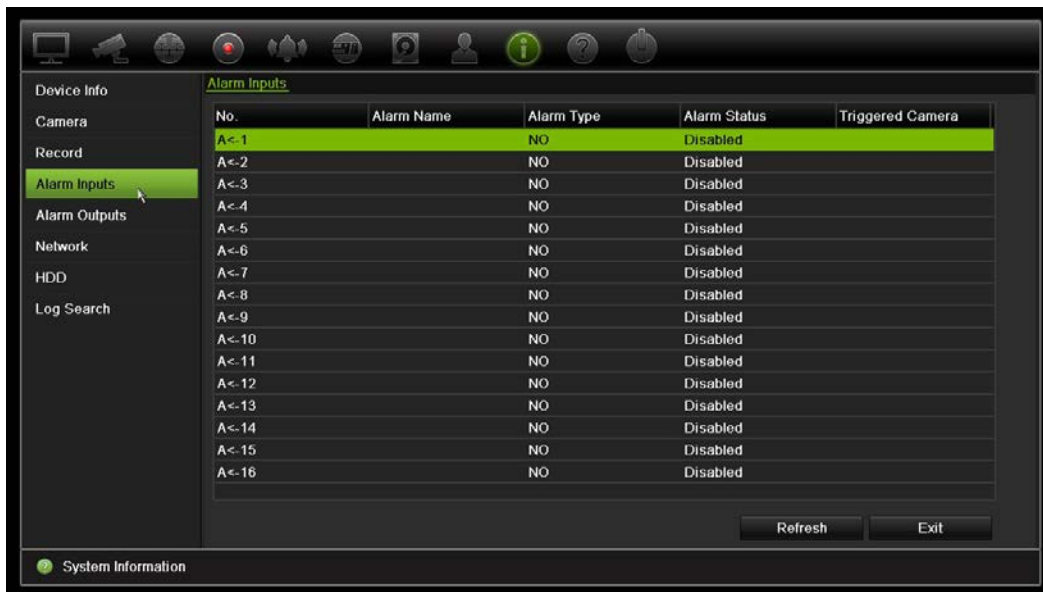 Device Info
Camera
Record
Alarm Inputs
Alarm Outputs
Network
HDD
Log Search
Alarm Inputs
No. Alarm Name Alarm Type Alarm Status Triggered Camera
A<-1 NO Disabled
A<-2 NO Disabled
A<-3 NO Disabled
A<-4 NO Disabled
A<-5 NO Disabled
A<-6 NO Disabled
A<-7 NO Disabled
A<-8 NO Disabled
A<-9 NO Disabled
A<-10 NO Disabled
A<-11 NO Disabled
A<-12 NO Disabled
A<-13 NO Disabled
A<-14 NO Disabled
A<-15 NO Disabled
A<-16 NO Disabled
Refresh Exit
System Information